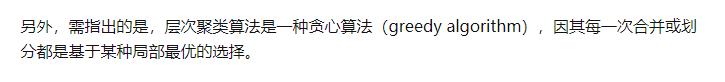 另外，需指出的是，层次聚类算法是一种贪心算法（greedy algorithm），因其每一次合并或划
分都是基于某种局部最优的选择。